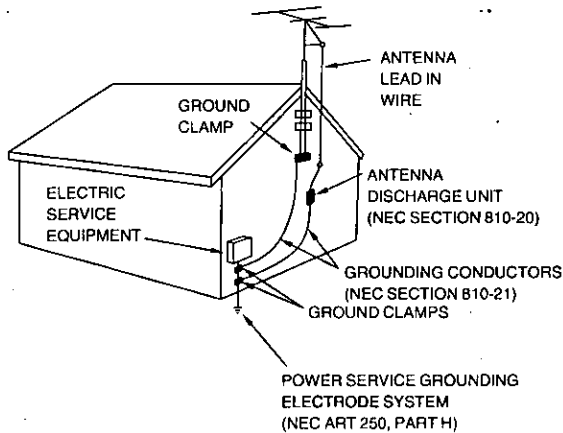 ANTENNA
LEAD IN
WIRE
GROUND
CLAMP
ANTENNA
DISCHARGE UNIT
(NEC SECTION 810-20)
ELECTRIC
SERVICE
EQUIPMENT
GROUNDING CONDUCTORS
(NEC SECTION 810-21)
GROUND CLAMPS
POWER SERVICE GROUNDING
ELECTRODE SYSTEM
(NEC ART 250, PART H)